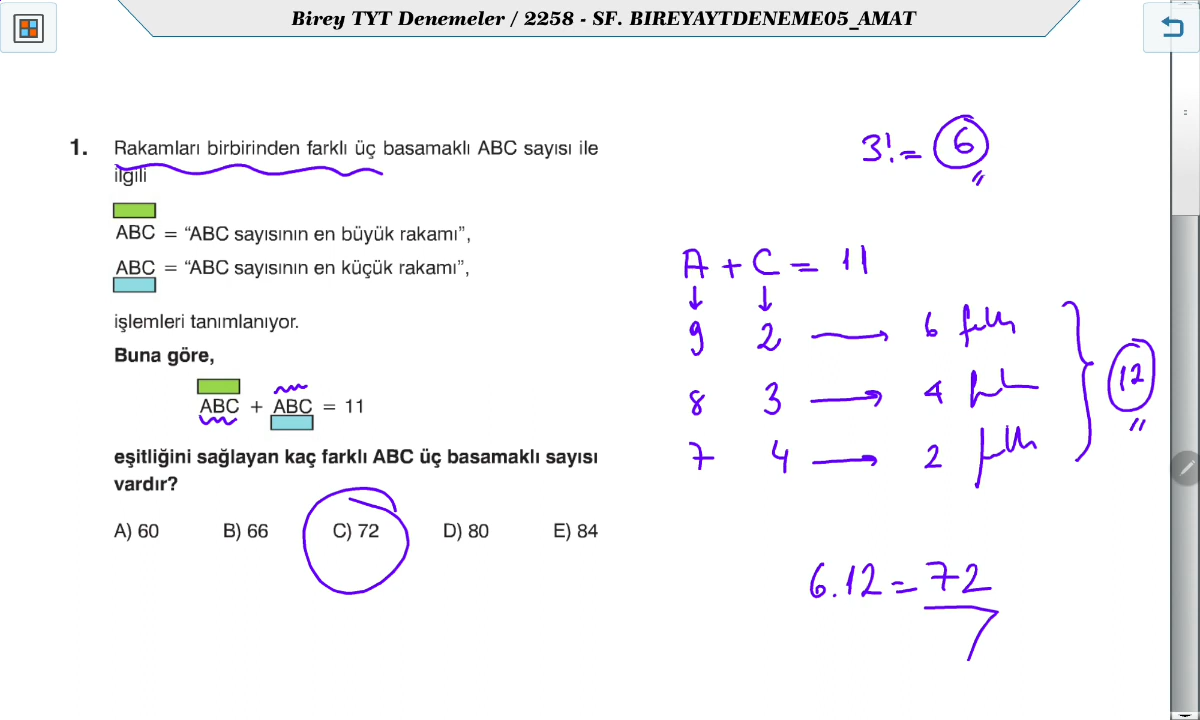 Birey TYT Denemeler / 2258 - SF. BIREYAYTDENEME05_AMAT
1. Rakamları birbirinden farklı üç basamaklı ABC sayısı ile
ilgili
ABC = “ABC sayısının en büyük rakamı”,
ABC = “ABC sayısının en küçük rakamı”,
işlemleri tanımlanıyor.
Buna göre,
ABC + ABC = 11
eşitliğini sağlayan kaç farklı ABC üç basamaklı sayısı
vardır?
A) 60 B) 66 C) 72 D) 80 E) 84
3! = 6
A + C = 11
9 2 → 6
8 3 → 4
7 4 → 2
12
6.12 = 72